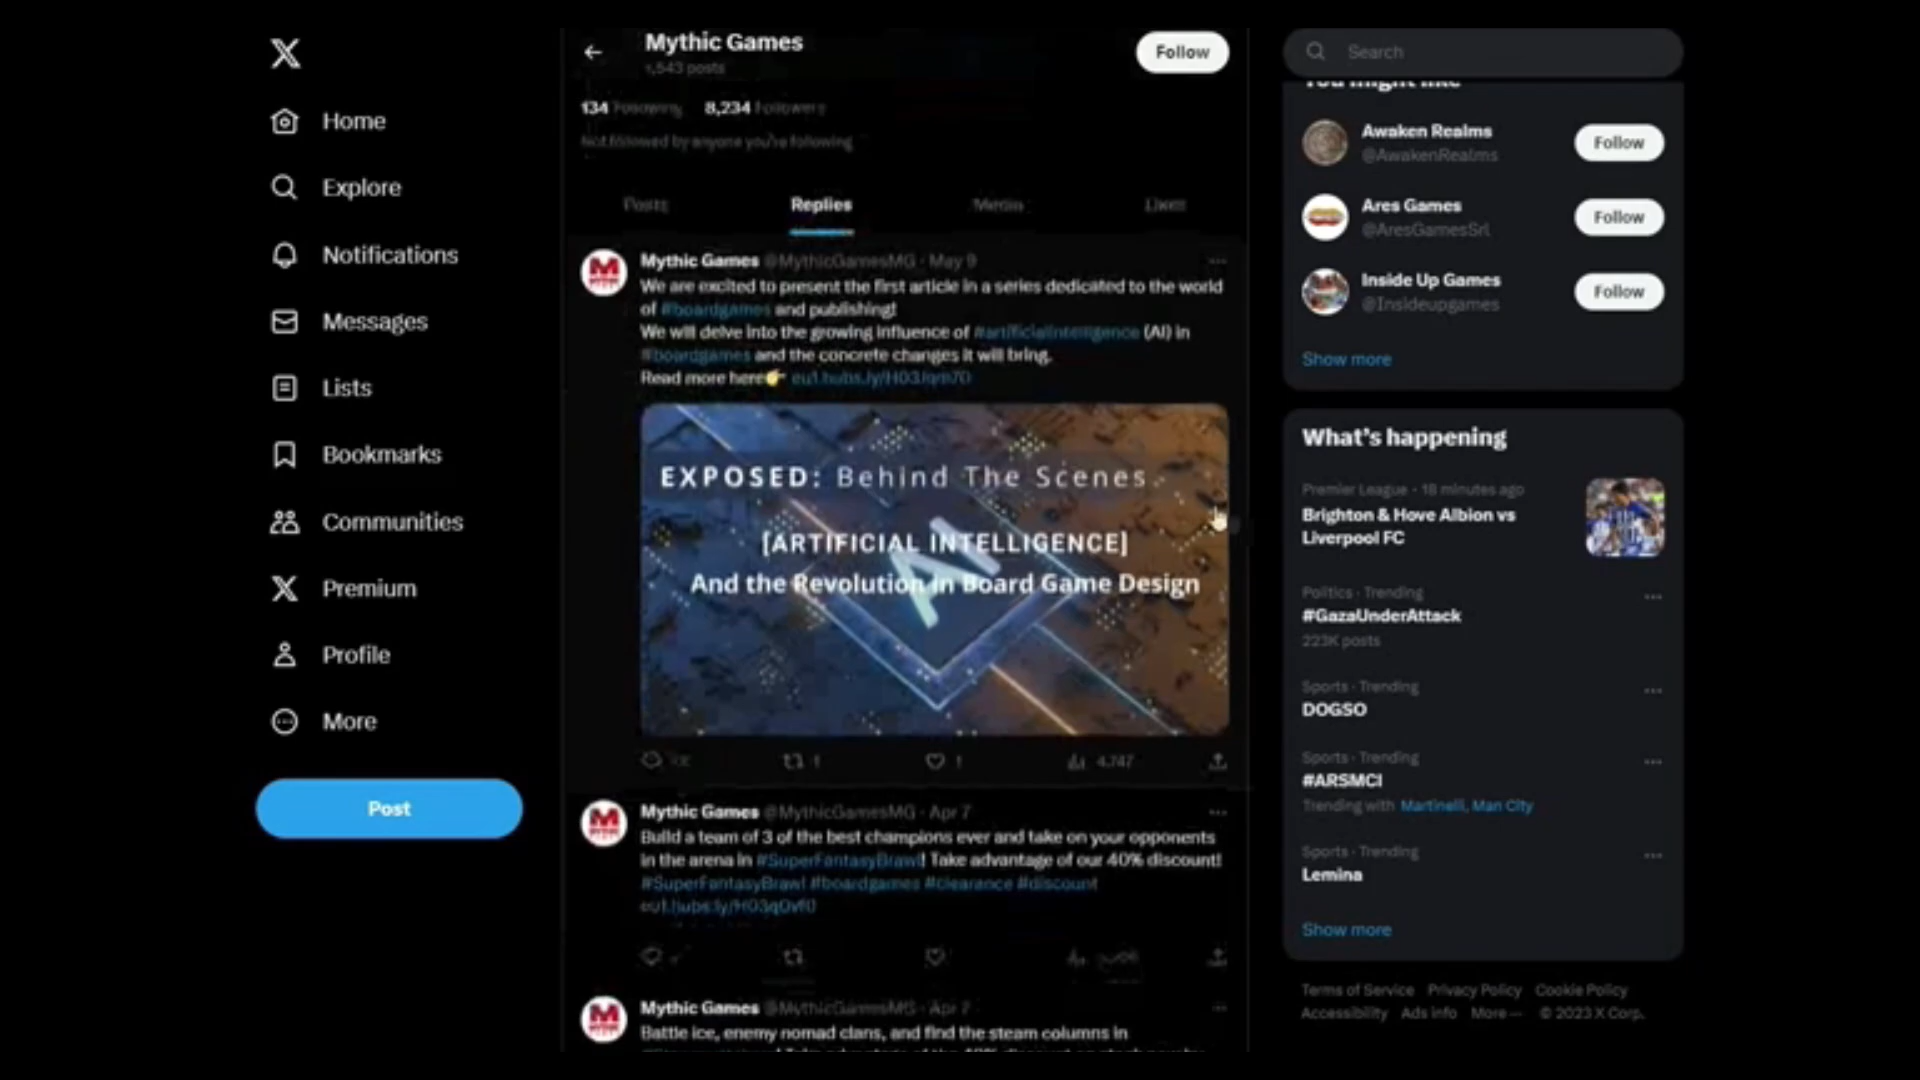 Home
Explore
Notifications
Messages
Lists
Bookmarks
Communities
Premium
Profile
More
Post
Mythic Games
1,543 posts
Follow
134 Following 8,234 Followers
Not followed by anyone you're following
Posts Replies Media Likes
Mythic Games @MythicGamesMG · May 9
We are excited to present the first article in a series dedicated to the world
of #boardgames and publishing!
We will delve into the growing influence of #artificialintelligence (AI) in
#boardgames and the concrete changes it will bring.
Read more here
EXPOSED: Behind The Scenes
AI
[ARTIFICIAL INTELLIGENCE]
And the Revolution in Board Game Design
1 1 4,747
Mythic Games @MythicGamesMG · Apr 7
Build a team of 3 of the best champions ever and take on your opponents
in the arena in #SuperFantasyBrawl! Take advantage of our 40% discount!
#SuperFantasyBrawl #boardgames #clearance #discount
Mythic Games @MythicGamesMG · Apr 7
Battle ice, enemy nomad clans, and find the steam columns in
Search
You might like
Awaken Realms
@AwakenRealms
Follow
Ares Games
@AresGamesSrl
Follow
Inside Up Games
@Insideupgames
Follow
Show more
What's happening
Premier League · 18 minutes ago
Brighton & Hove Albion vs
Liverpool FC
Politics · Trending
#GazaUnderAttack
223K posts
Sports · Trending
DOGSO
Sports · Trending
#ARSMCI
Trending with Martinelli, Man City
Sports · Trending
Lemina
Show more
Terms of Service Privacy Policy Cookie Policy
Accessibility Ads info More ··· © 2023 X Corp.